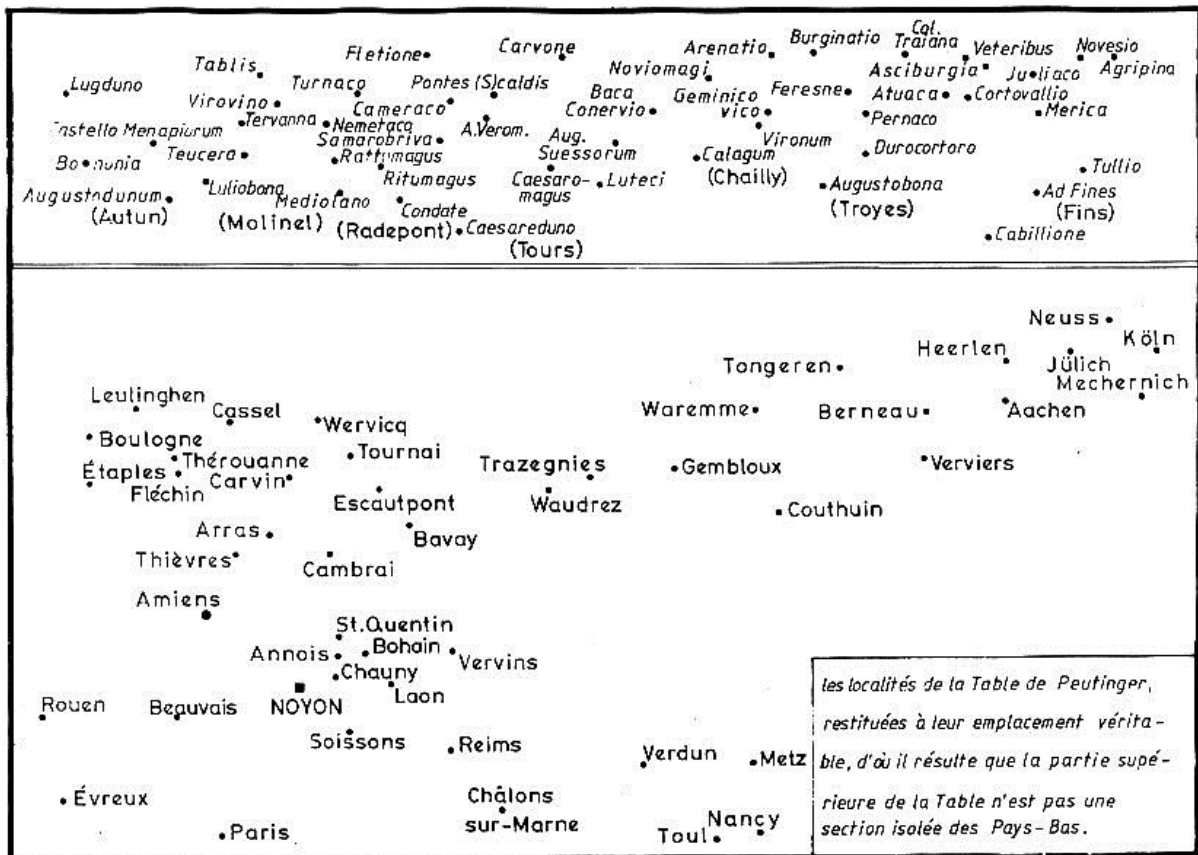 Lugduno
Tablis
Fletione
Carvone
Arenatio
Burginatio
Col.
Traiana
Veteribus
Novesio
Virovino
Turnaco
Pontes (S)caldis
Noviomagi
Asciburgia
Juliaco
Agripina
Castello Menapiurum
Tervanna
Cameraco
Baca
Conervio
Geminico
vico
Feresne
Atuaca
Cortovallio
Nemetaco
A.Verom.
Pernaco
Merica
Bononia
Teucera
Samarobriva
Aug.
Suessorum
Vironum
Rattumagus
Calagum
(Chailly)
Durocortoro
Tullio
Augustodunum
(Autun)
Luliobona
(Molinel)
Ritumagus
Caesaro-
magus
Luteci
Augustobona
(Troyes)
Ad Fines
(Fins)
Mediolano
(Radepont)
Condate
Caesareduno
(Tours)
Cabillione
Neuss
Köln
Heerlen
Jülich
Tongeren
Mechernich
Leulinghen
Cassel
Wervicq
Waremme
Berneau
Aachen
Boulogne
Thérouanne
Tournai
Trazegnies
Gembloux
Verviers
Étaples
Fléchin
Carvin
Escautpont
Waudrez
Couthuin
Arras
Bavay
Thièvres
Cambrai
Amiens
St.Quentin
Annois
Bohain
Vervins
Chauny
Laon
Rouen
Beauvais
NOYON
Soissons
Reims
Verdun
Metz
Évreux
Paris
Châlons
sur-Marne
Toul
Nancy
les localités de la Table de Peutinger,
restituées à leur emplacement vérita-
ble, d'où il résulte que la partie supé-
rieure de la Table n'est pas une
section isolée des Pays-Bas.